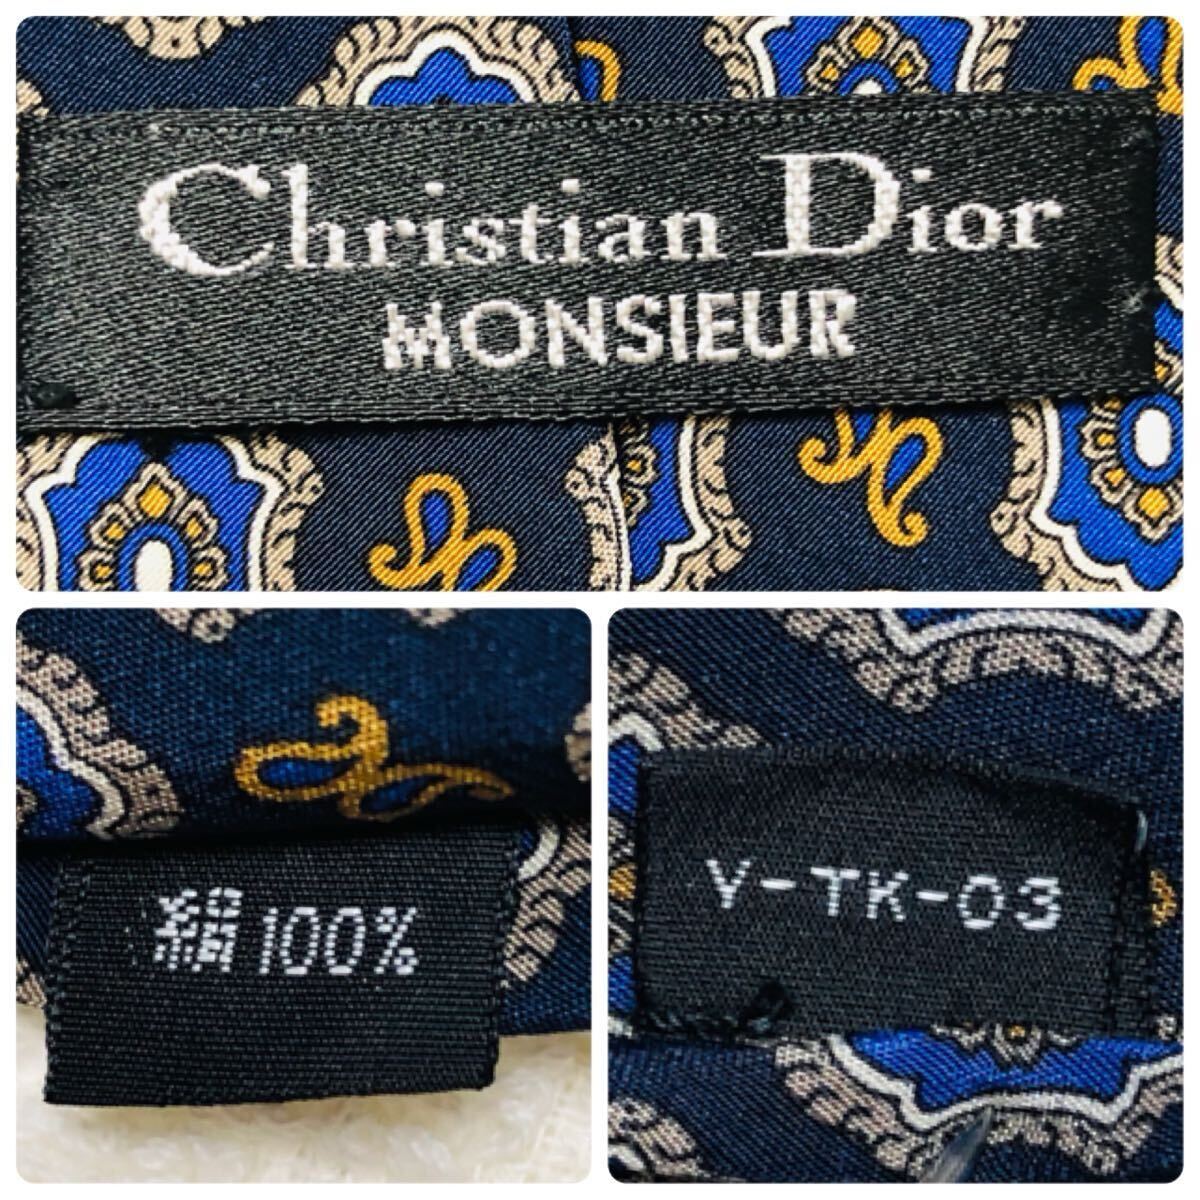 Christian Dior
MONSIEUR
絹100%
V-TK-03